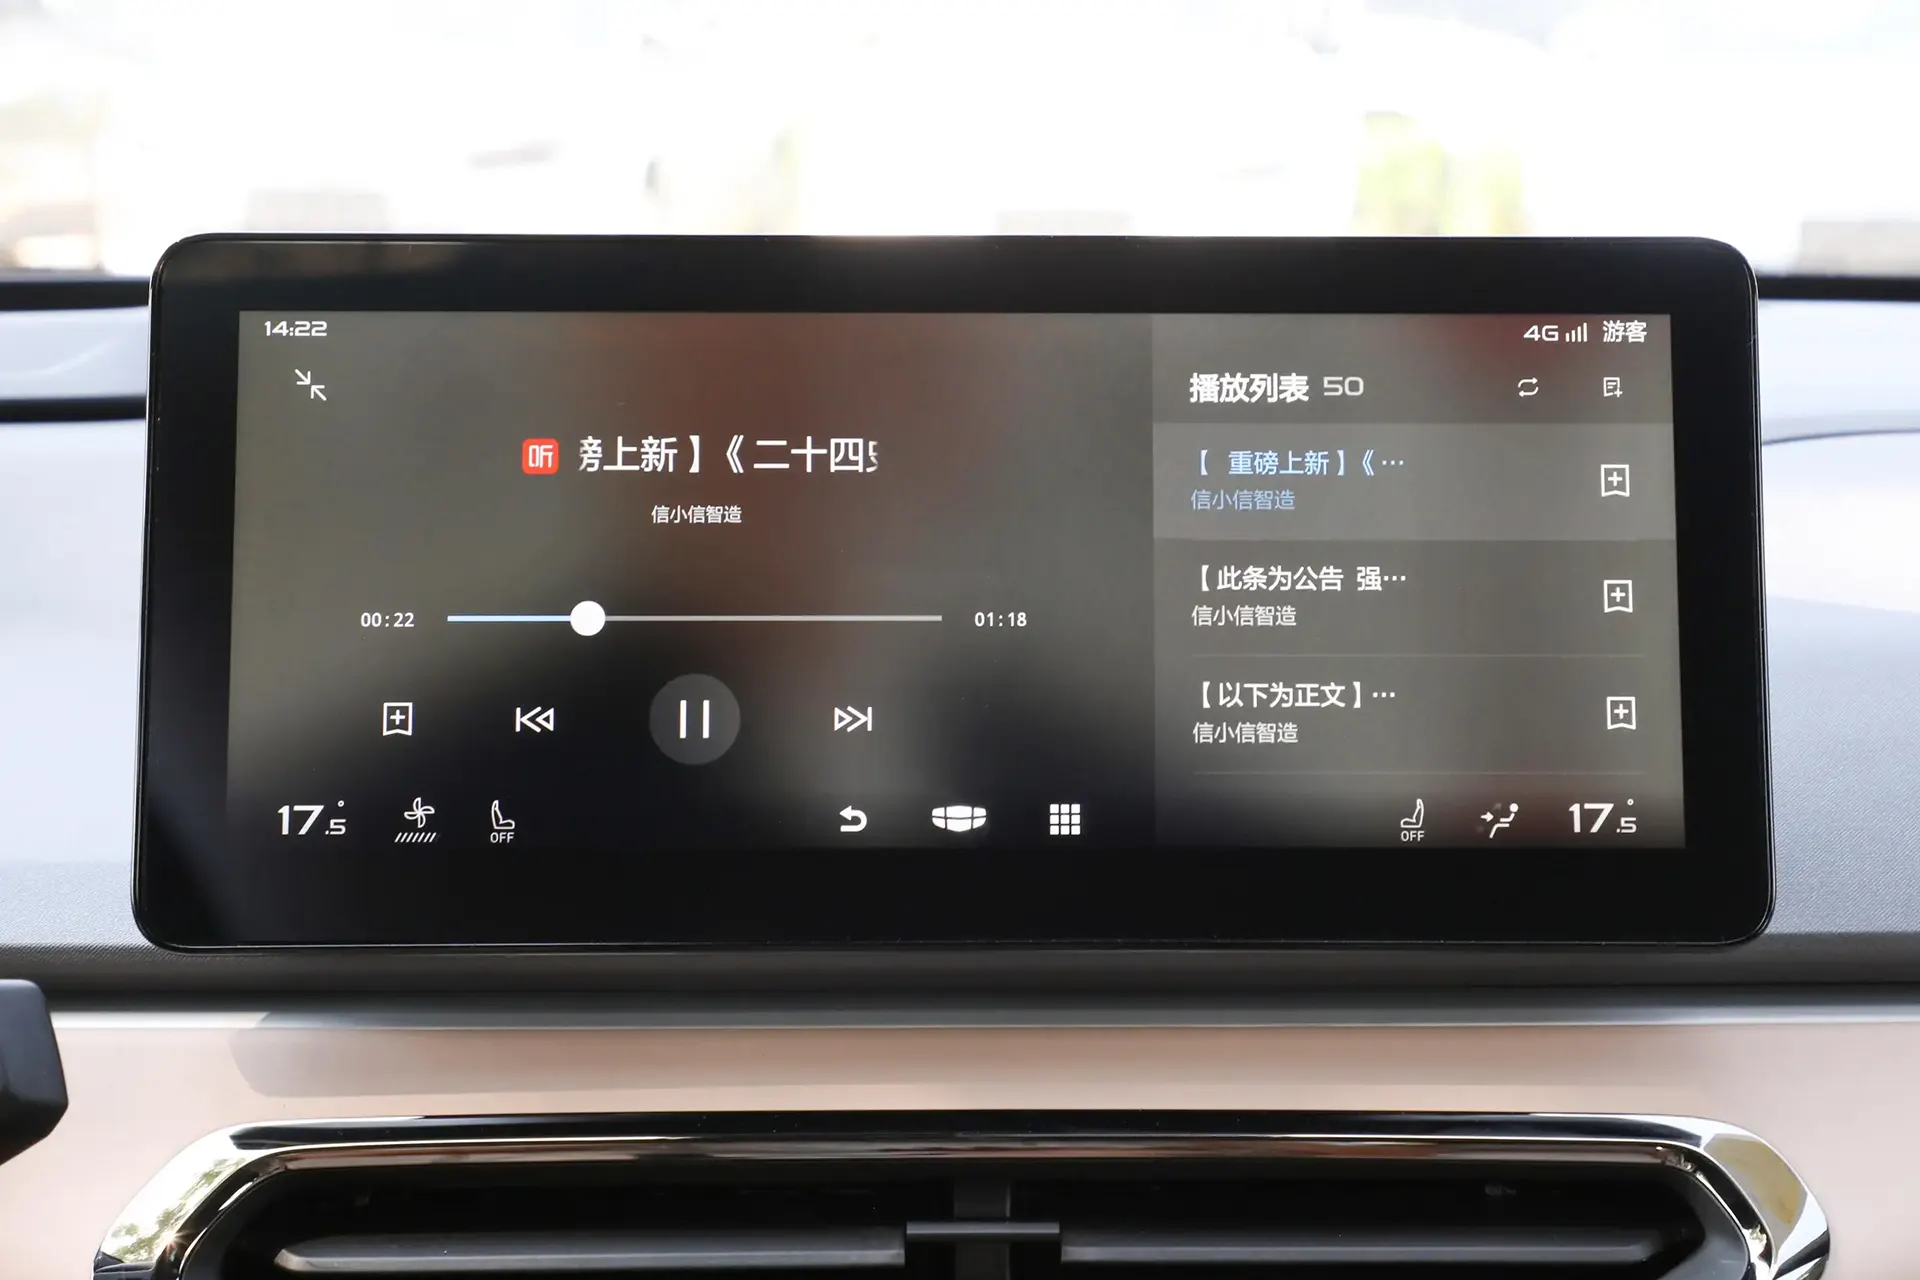 14:22
4G 游客
播放列表 50
听 上新】《二十四
信小信智造
00:22
01:18
【 重磅上新】《…
信小信智造
【此条为公告 强…
信小信智造
【以下为正文】…
信小信智造
17.5°
OFF
OFF
17.5°